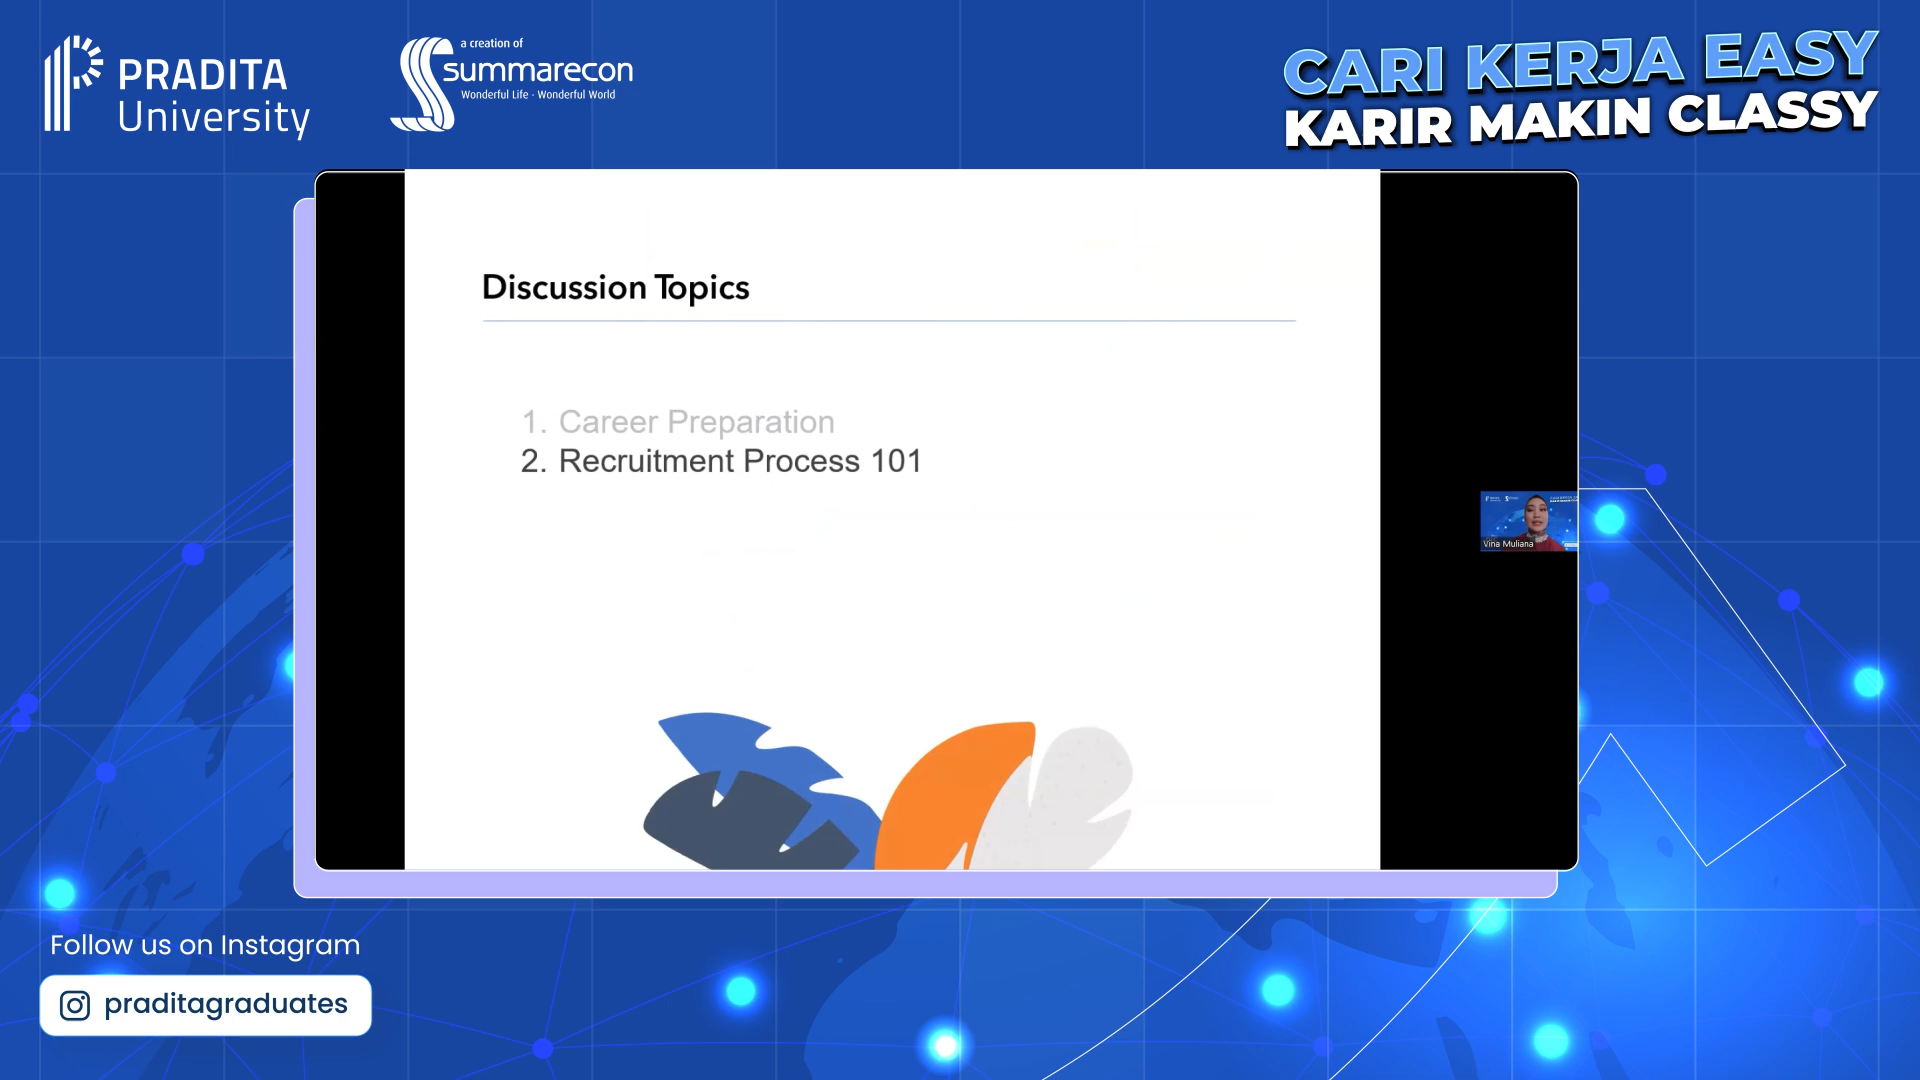 PRADITA
University
a creation of
summarecon
Wonderful Life · Wonderful World
CARI KERJA EASY
KARIR MAKIN CLASSY
Discussion Topics
1. Career Preparation
2. Recruitment Process 101
Vina Muliana
Follow us on Instagram
praditagraduates